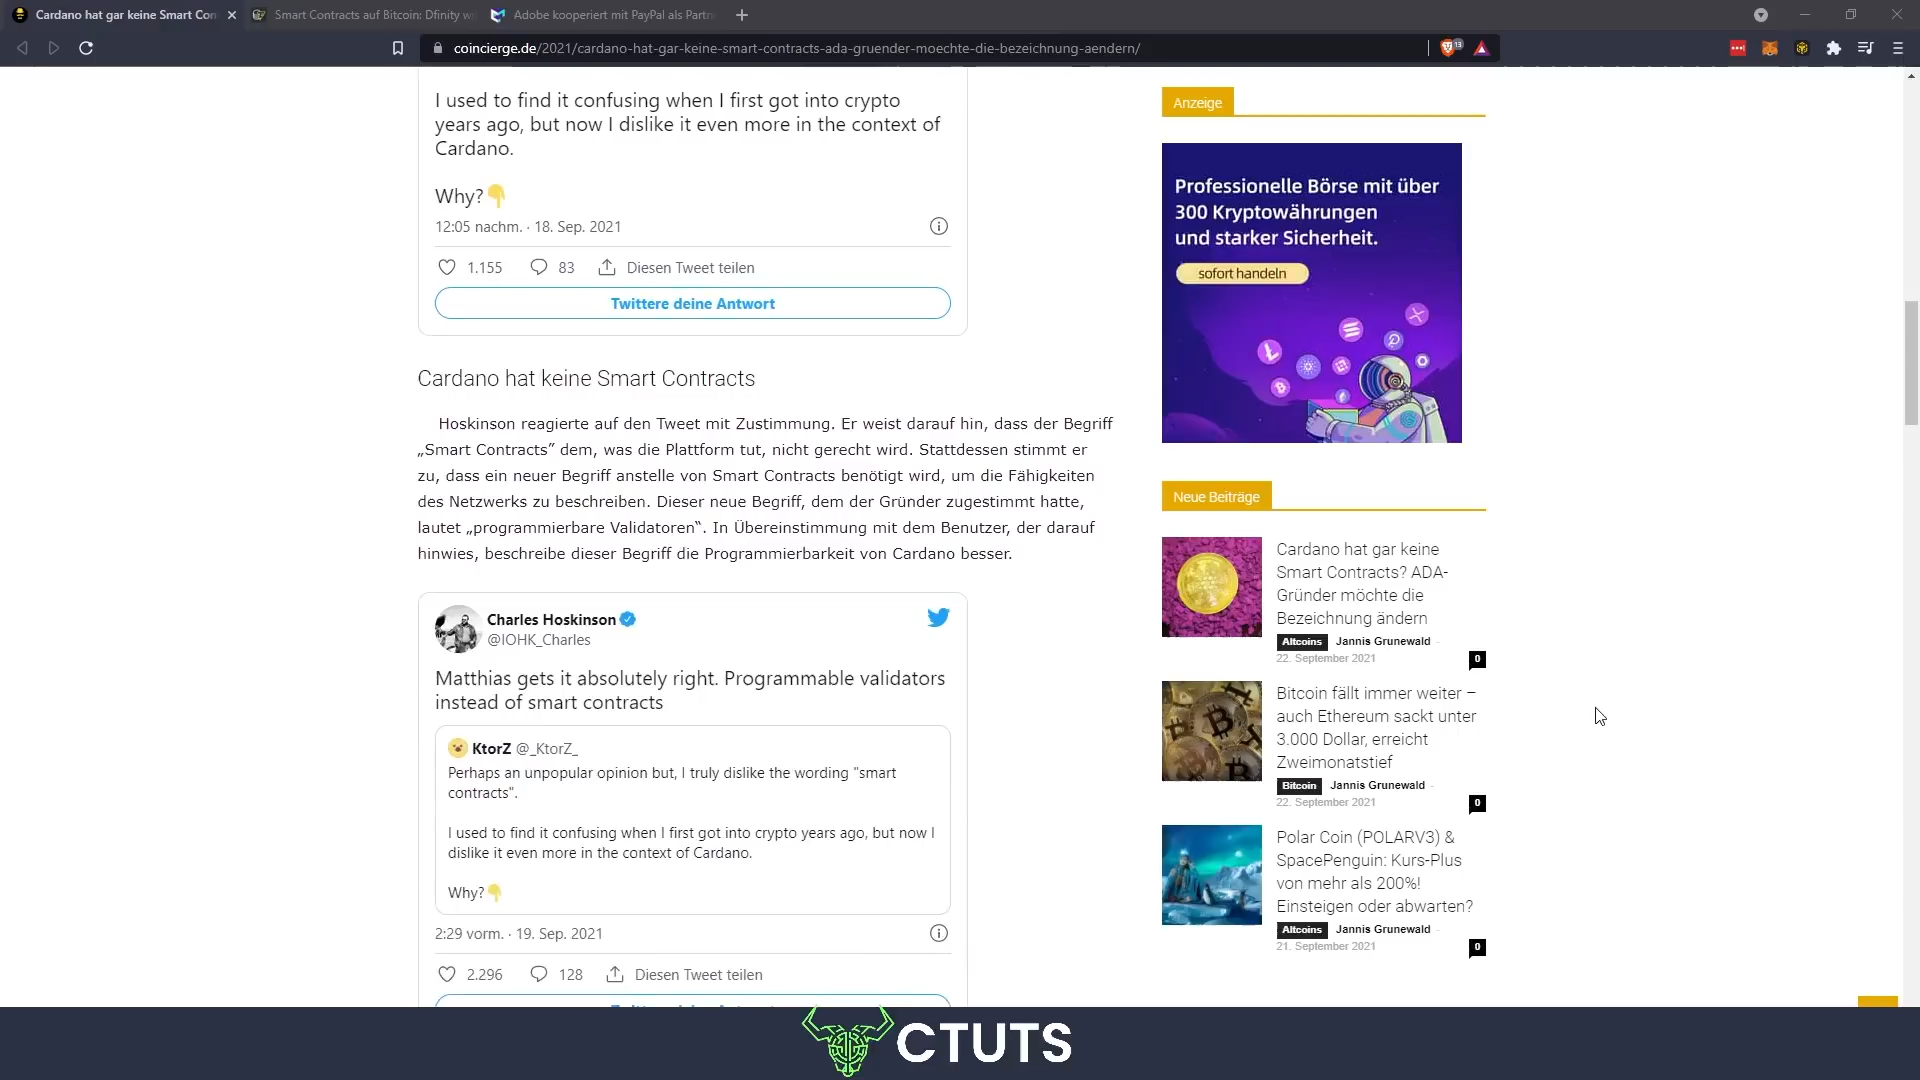 Cardano hat gar keine Smart Con
Smart Contracts auf Bitcoin: Dfinity w
Adobe kooperiert mit PayPal als Partn
coincierge.de/2021/cardano-hat-gar-keine-smart-contracts-ada-gruender-moechte-die-bezeichnung-aendern/
13
I used to find it confusing when I first got into crypto
years ago, but now I dislike it even more in the context of
Cardano.
Why?👇
12:05 nachm. · 18. Sep. 2021
1.155 83 Diesen Tweet teilen
Twittere deine Antwort
Cardano hat keine Smart Contracts
Hoskinson reagierte auf den Tweet mit Zustimmung. Er weist darauf hin, dass der Begriff
„Smart Contracts” dem, was die Plattform tut, nicht gerecht wird. Stattdessen stimmt er
zu, dass ein neuer Begriff anstelle von Smart Contracts benötigt wird, um die Fähigkeiten
des Netzwerks zu beschreiben. Dieser neue Begriff, dem der Gründer zugestimmt hatte,
lautet „programmierbare Validatoren“. In Übereinstimmung mit dem Benutzer, der darauf
hinwies, beschreibe dieser Begriff die Programmierbarkeit von Cardano besser.
Charles Hoskinson
@IOHK_Charles
Matthias gets it absolutely right. Programmable validators
instead of smart contracts
KtorZ @_KtorZ_
Perhaps an unpopular opinion but, I truly dislike the wording "smart
contracts".
I used to find it confusing when I first got into crypto years ago, but now I
dislike it even more in the context of Cardano.
Why?👇
2:29 vorm. · 19. Sep. 2021
2.296 128 Diesen Tweet teilen
Anzeige
Professionelle Börse mit über
300 Kryptowährungen
und starker Sicherheit.
sofort handeln
Neue Beiträge
Cardano hat gar keine
Smart Contracts? ADA-
Gründer möchte die
Bezeichnung ändern
Altcoins Jannis Grunewald -
22. September 2021 0
Bitcoin fällt immer weiter –
auch Ethereum sackt unter
3.000 Dollar, erreicht
Zweimonatstief
Bitcoin Jannis Grunewald -
22. September 2021 0
Polar Coin (POLARV3) &
SpacePenguin: Kurs-Plus
von mehr als 200%!
Einsteigen oder abwarten?
Altcoins Jannis Grunewald -
21. September 2021 0
CTUTS